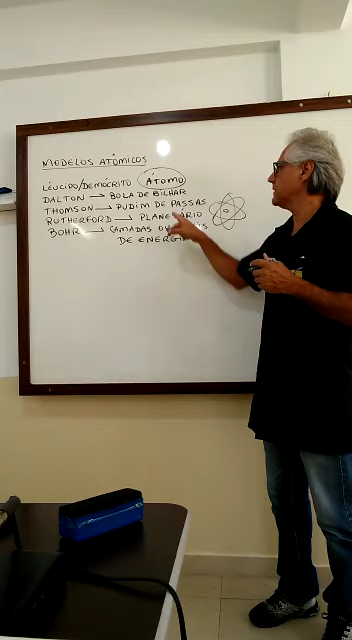 MODELOS ATÔMICOS
LÉUCIPO/DEMÓCRITO ÁTOMO
DALTON → BOLA DE BILHAR
THOMSON → PUDIM DE PASSAS
RUTHERFORD → PLANETÁRIO
BOHR → CAMADAS
DE ENERGIA